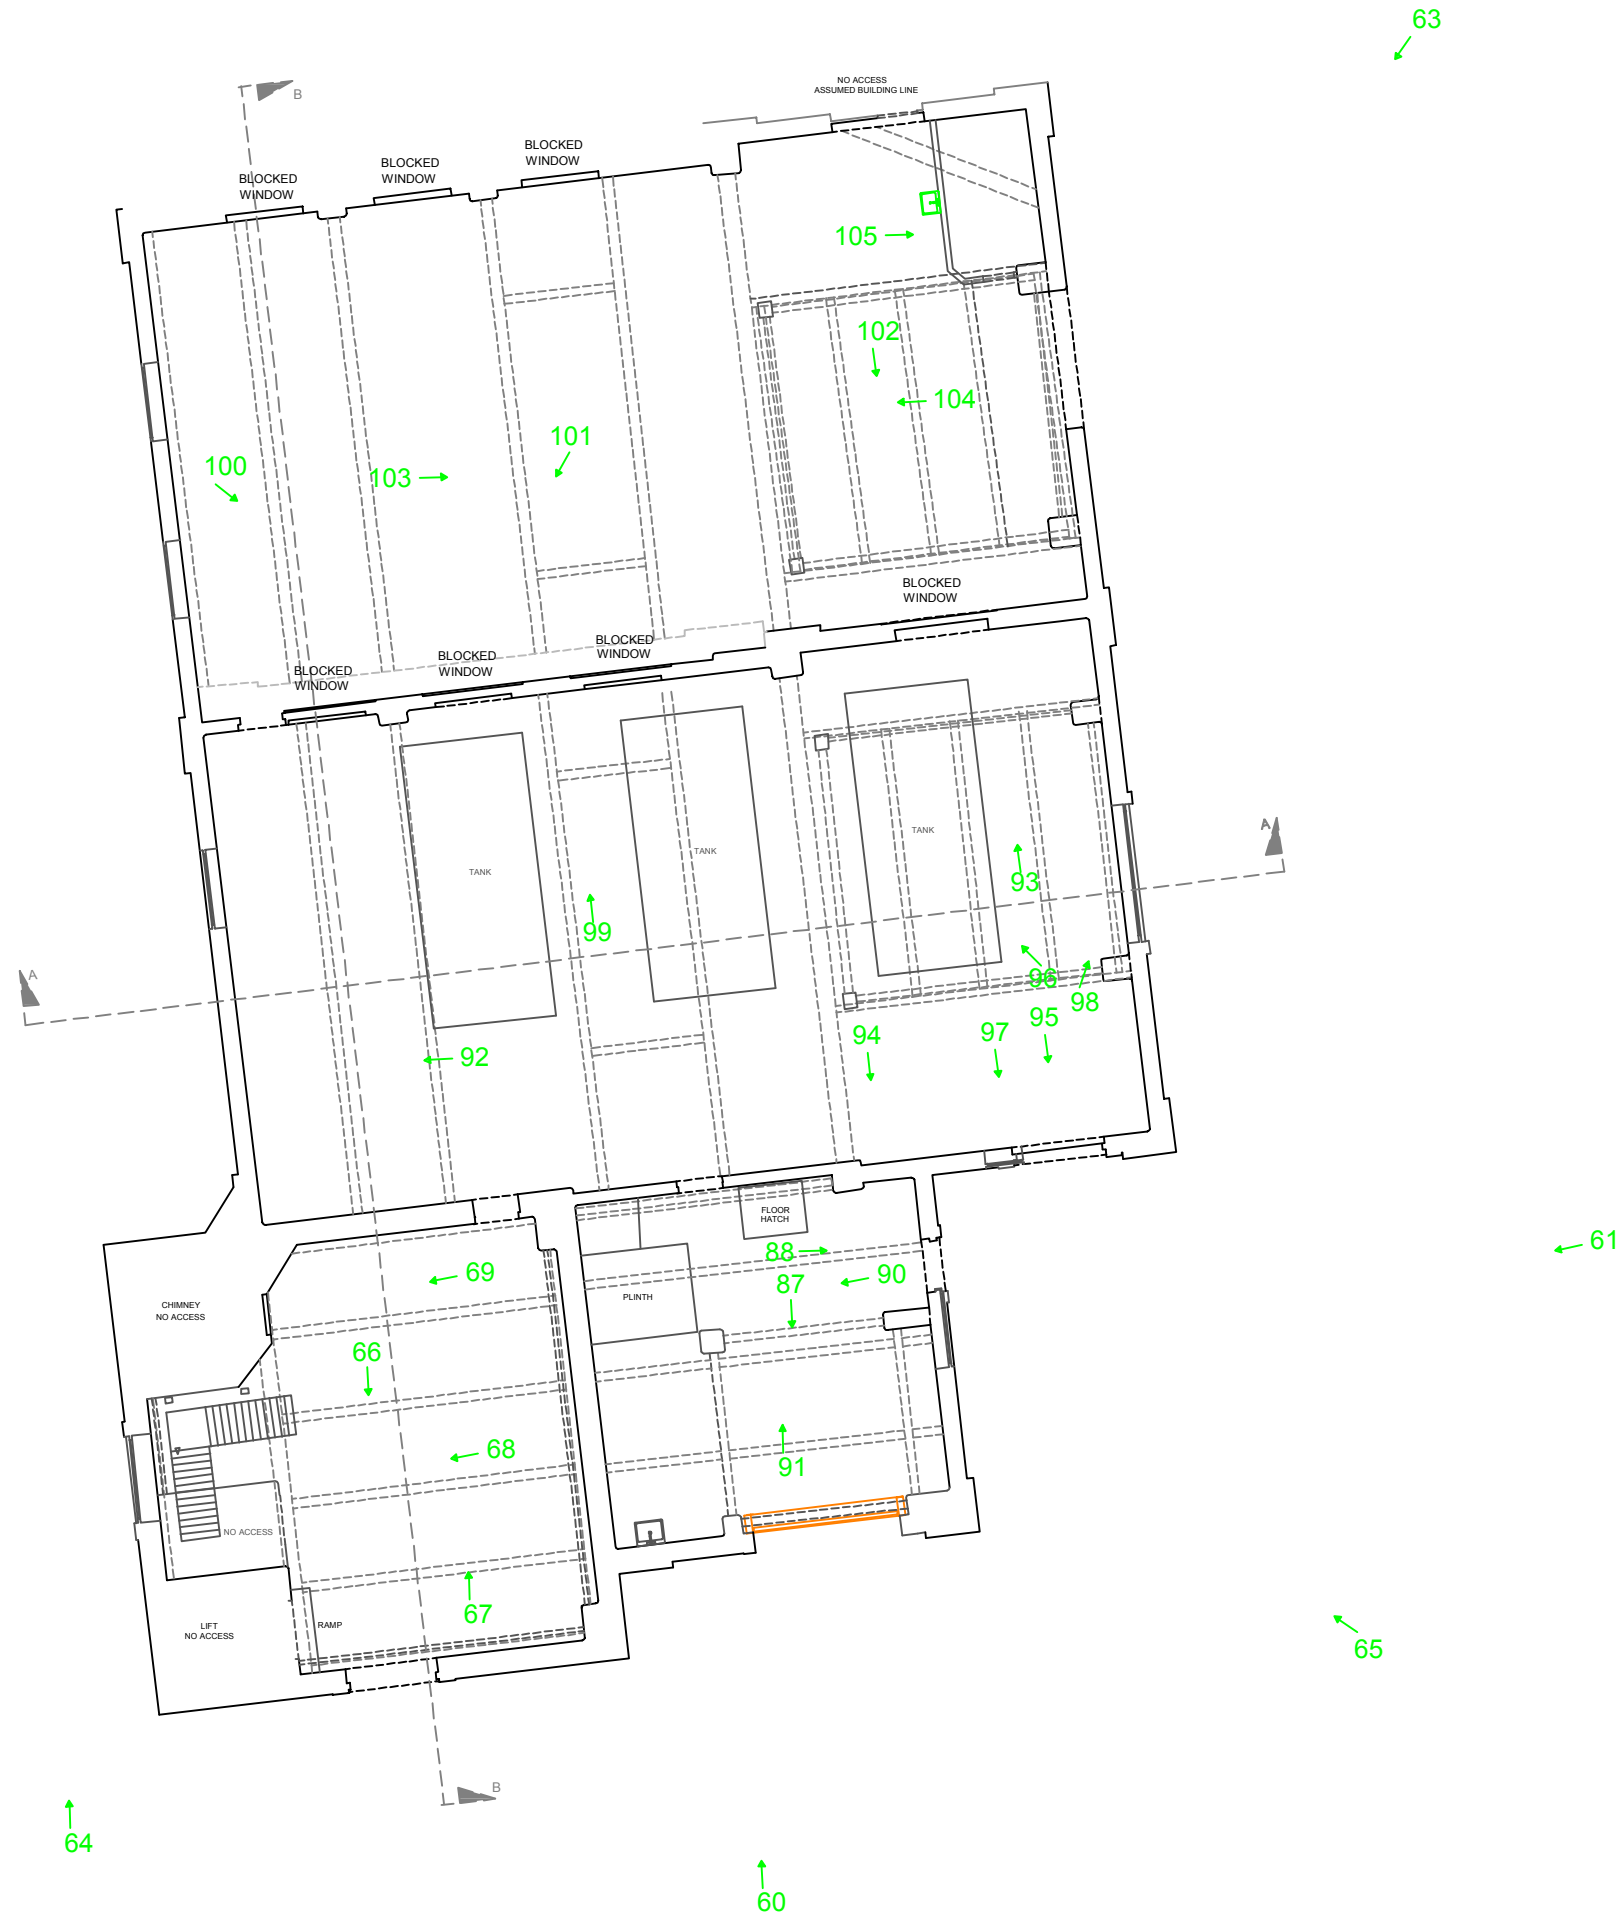 63
NO ACCESS
ASSUMED BUILDING LINE
B
BLOCKED
WINDOW
BLOCKED
WINDOW
BLOCKED
WINDOW
105
102
104
101
100
103
BLOCKED
WINDOW
BLOCKED
WINDOW
BLOCKED
WINDOW
BLOCKED
WINDOW
TANK
TANK
TANK
A
A
93
99
96
98
95
97
94
92
FLOOR
HATCH
88
90
87
61
69
PLINTH
CHIMNEY
NO ACCESS
66
68
91
NO ACCESS
67
RAMP
LIFT
NO ACCESS
65
B
64
60